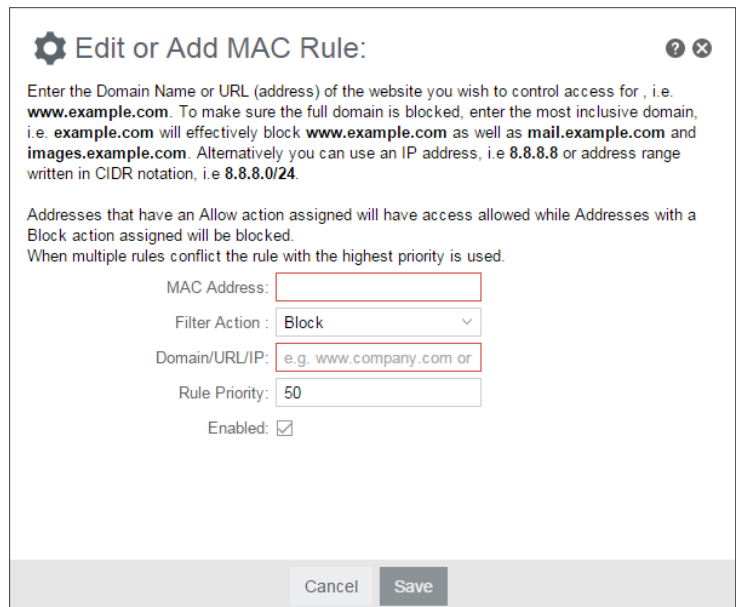 Edit or Add MAC Rule:
Enter the Domain Name or URL (address) of the website you wish to control access for , i.e.
www.example.com. To make sure the full domain is blocked, enter the most inclusive domain,
i.e. example.com will effectively block www.example.com as well as mail.example.com and
images.example.com. Alternatively you can use an IP address, i.e 8.8.8.8 or address range
written in CIDR notation, i.e 8.8.8.0/24.
Addresses that have an Allow action assigned will have access allowed while Addresses with a
Block action assigned will be blocked.
When multiple rules conflict the rule with the highest priority is used.
MAC Address:
Filter Action : Block
Domain/URL/IP: e.g. www.company.com or
Rule Priority: 50
Enabled:
Cancel Save